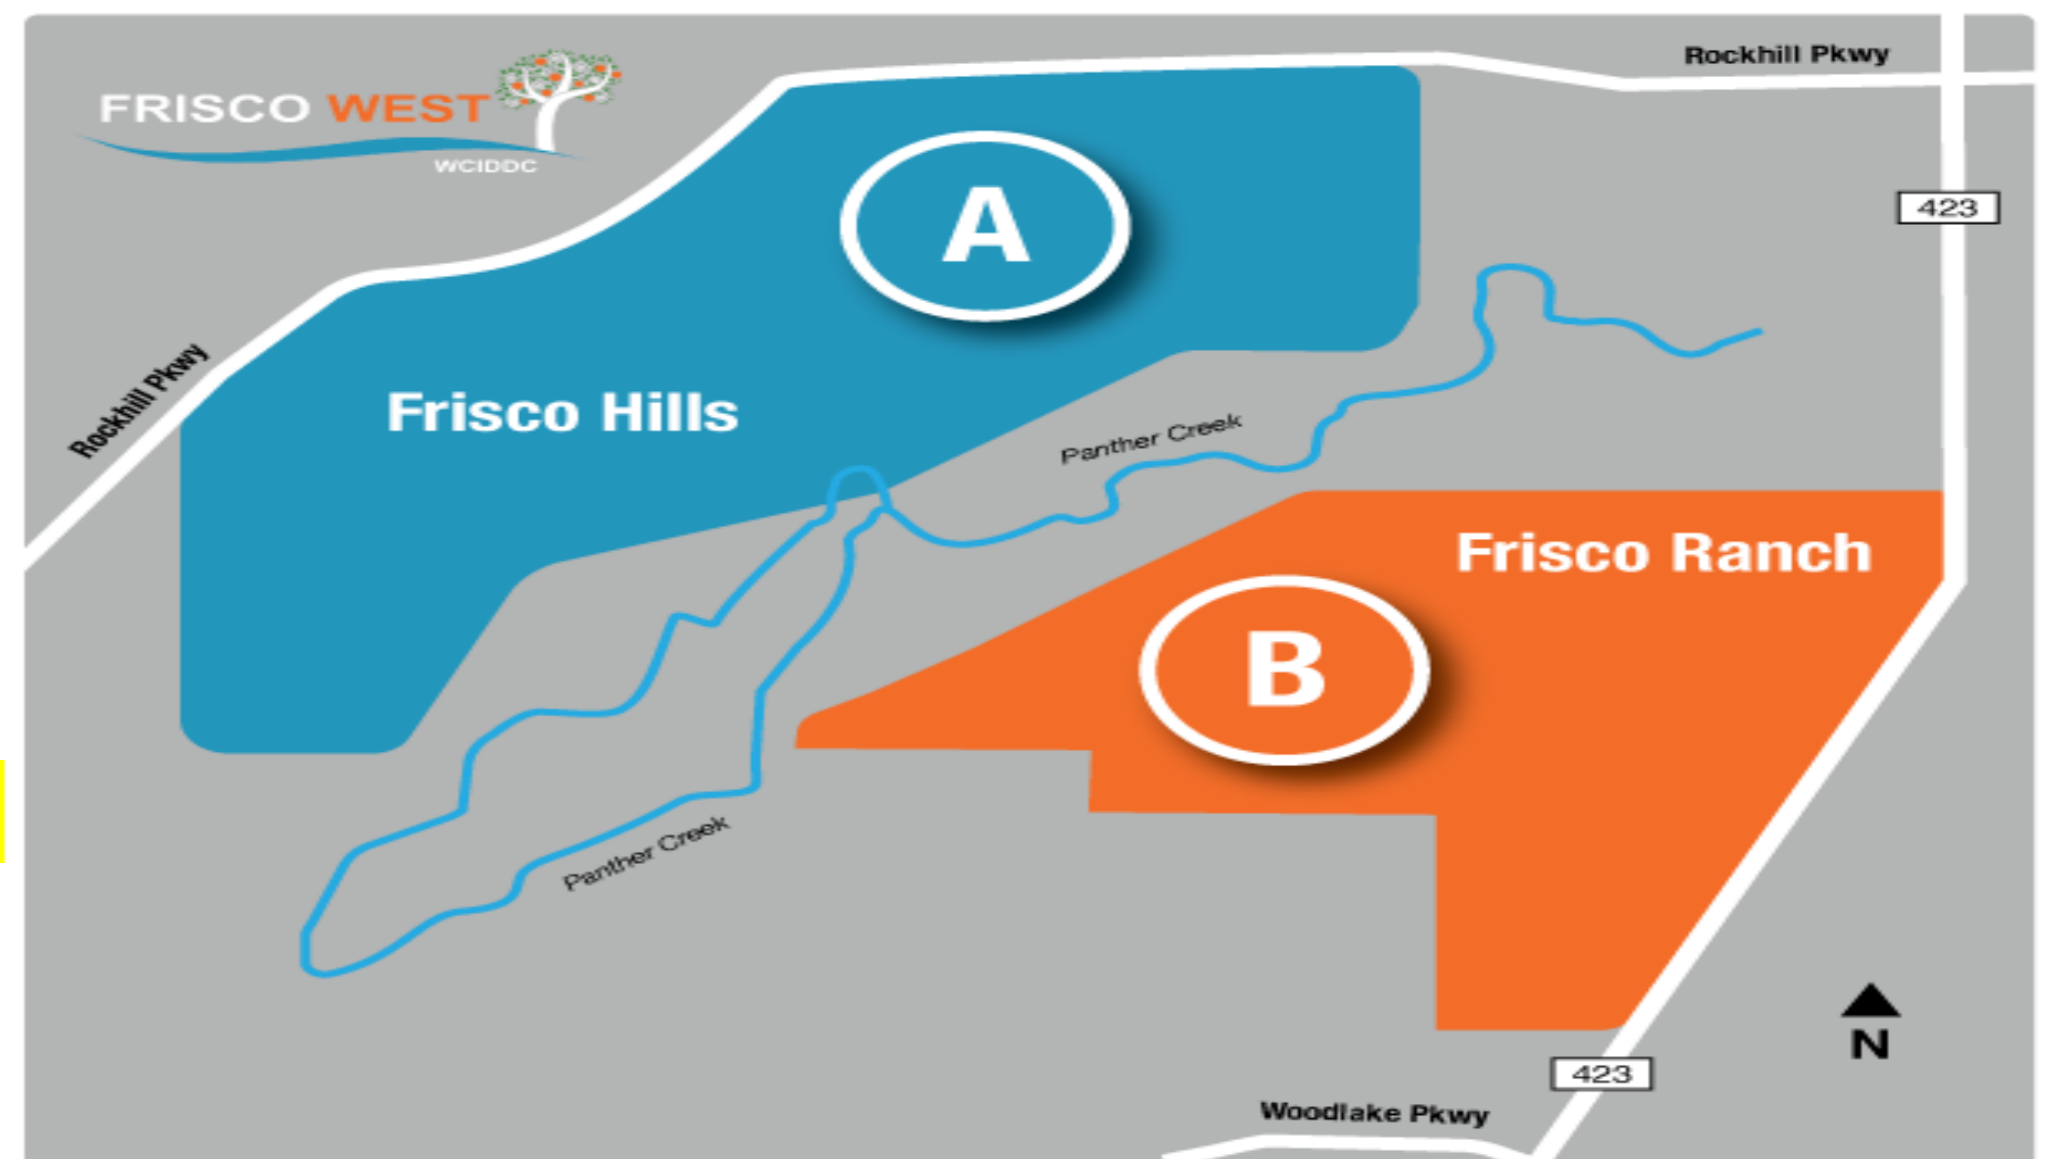 Rockhill Pkwy
FRISCO WEST
WCIDDC
A
423
Rockhill Pkwy
Frisco Hills
Panther Creek
Frisco Ranch
B
Panther Creek
N
423
Woodlake Pkwy